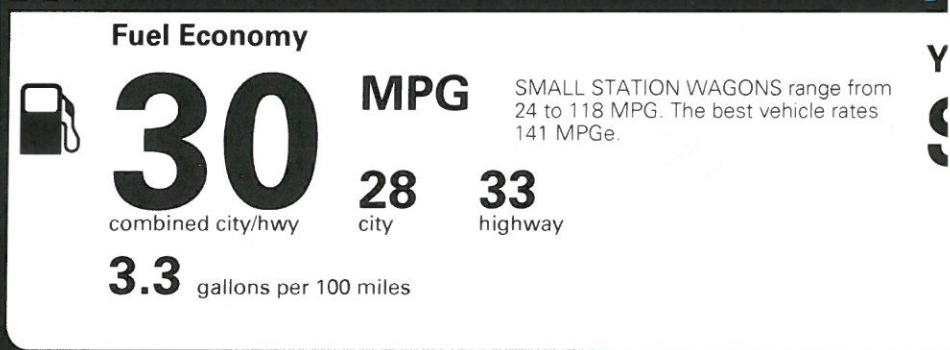 Fuel Economy
30
MPG
SMALL STATION WAGONS range from
24 to 118 MPG. The best vehicle rates
141 MPGe.
combined city/hwy
28
city
33
highway
3.3 gallons per 100 miles
Y